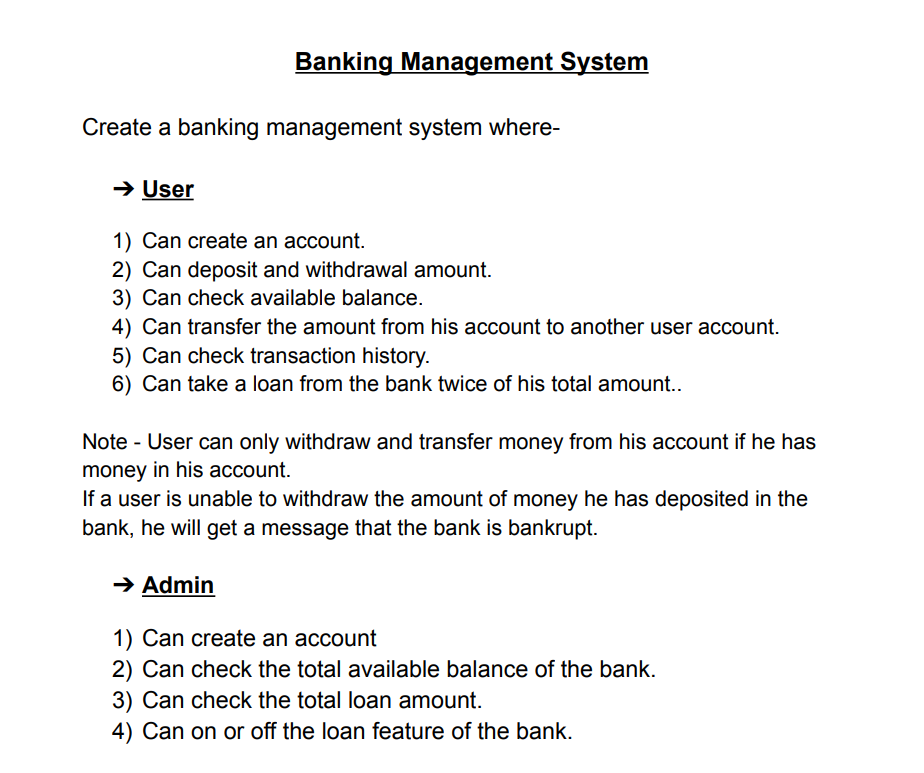 Banking Management System
Create a banking management system where-
➔ User
1) Can create an account.
2) Can deposit and withdrawal amount.
3) Can check available balance.
4) Can transfer the amount from his account to another user account.
5) Can check transaction history.
6) Can take a loan from the bank twice of his total amount..
Note - User can only withdraw and transfer money from his account if he has
money in his account.
If a user is unable to withdraw the amount of money he has deposited in the
bank, he will get a message that the bank is bankrupt.
➔ Admin
1) Can create an account
2) Can check the total available balance of the bank.
3) Can check the total loan amount.
4) Can on or off the loan feature of the bank.